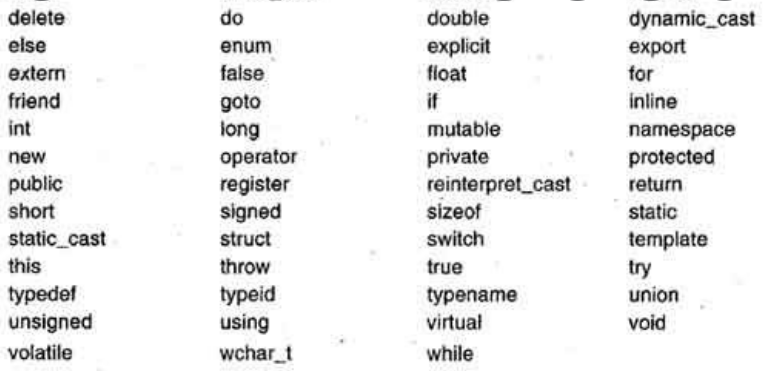 delete do double dynamic_cast
else enum explicit export
extern false float for
friend goto if inline
int long mutable namespace
new operator private protected
public register reinterpret_cast return
short signed sizeof static
static_cast struct switch template
this throw true try
typedef typeid typename union
unsigned using virtual void
volatile wchar_t while